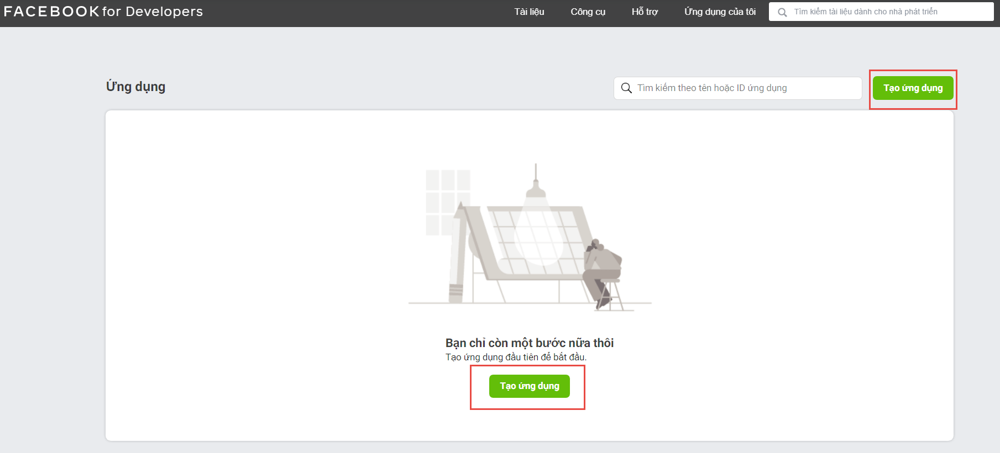 FACEBOOK for Developers
Tài liệu
Công cụ
Hỗ trợ
Ứng dụng của tôi
Tìm kiếm tài liệu dành cho nhà phát triển
Ứng dụng
Tìm kiếm theo tên hoặc ID ứng dụng
Tạo ứng dụng
Bạn chỉ còn một bước nữa thôi
Tạo ứng dụng đầu tiên để bắt đầu.
Tạo ứng dụng